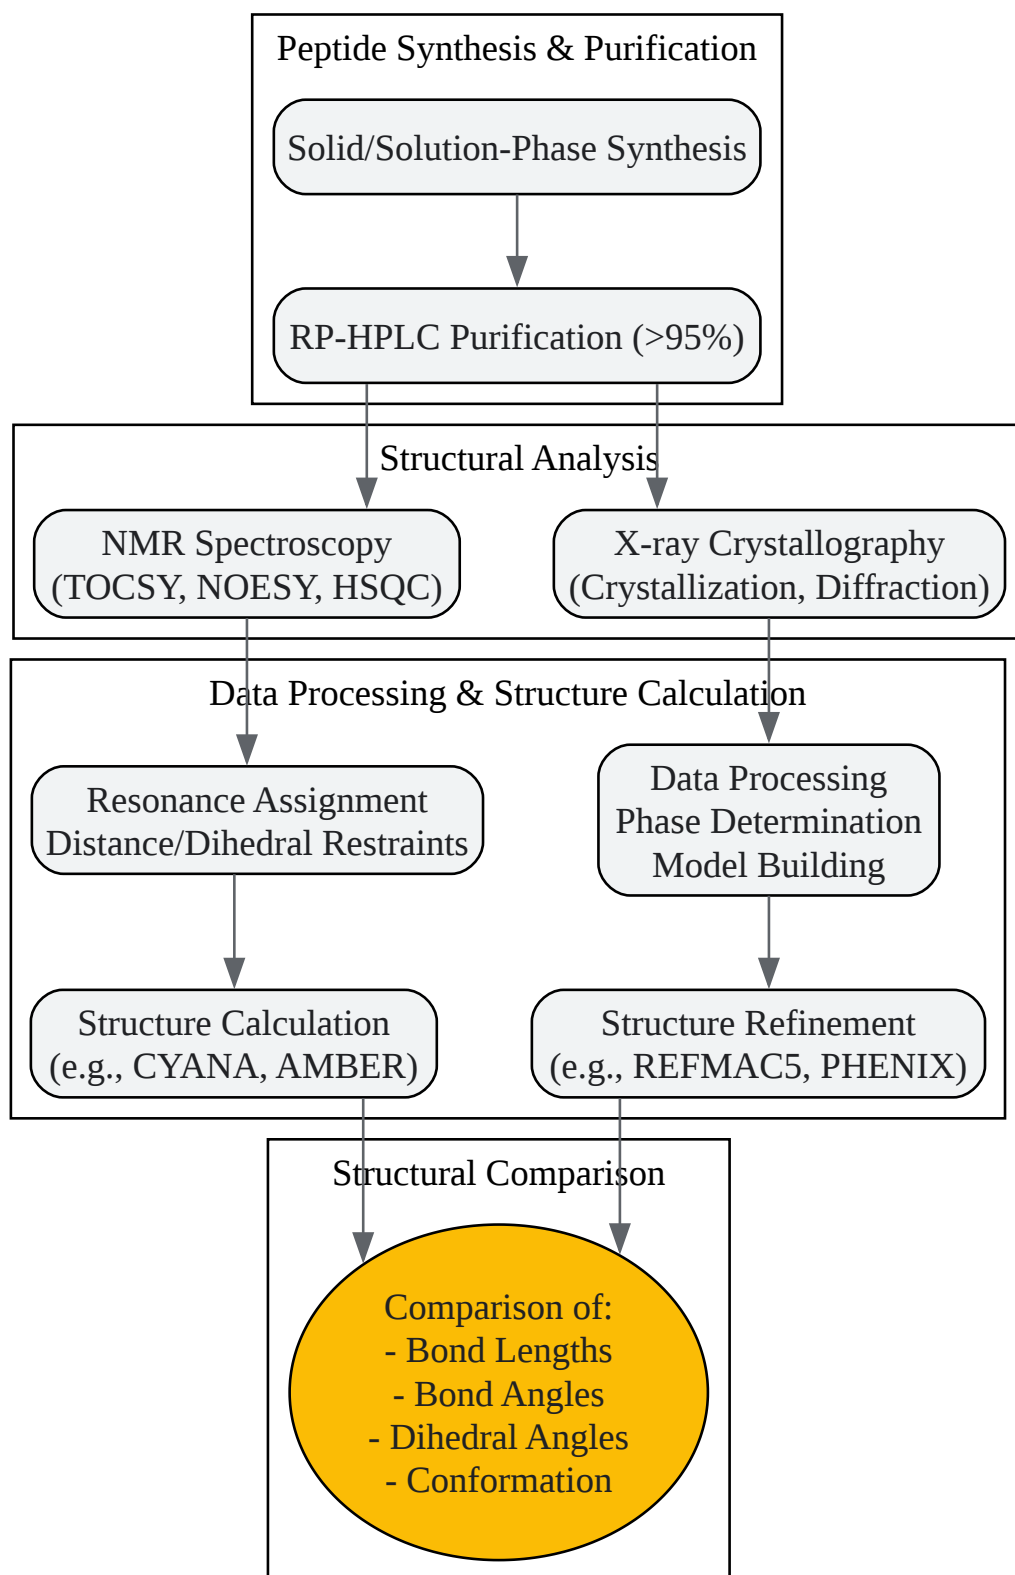 Peptide Synthesis & Purification
Solid/Solution-Phase Synthesis
RP-HPLC Purification (>95%)
Structural Analysis
NMR Spectroscopy
(TOCSY, NOESY, HSQC)
X-ray Crystallography
(Crystallization, Diffraction)
Data Processing & Structure Calculation
Resonance Assignment
Distance/Dihedral Restraints
Data Processing
Phase Determination
Model Building
Structure Calculation
(e.g., CYANA, AMBER)
Structure Refinement
(e.g., REFMAC5, PHENIX)
Structural Comparison
Comparison of:
- Bond Lengths
- Bond Angles
- Dihedral Angles
- Conformation